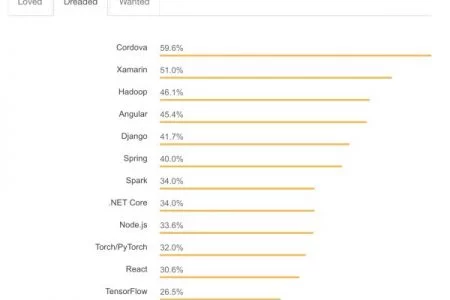 Loved Dreaded Wanted
Cordova 59.6%
Xamarin 51.0%
Hadoop 46.1%
Angular 45.4%
Django 41.7%
Spring 40.0%
Spark 34.0%
.NET Core 34.0%
Node.js 33.6%
Torch/PyTorch 32.0%
React 30.6%
TensorFlow 26.5%